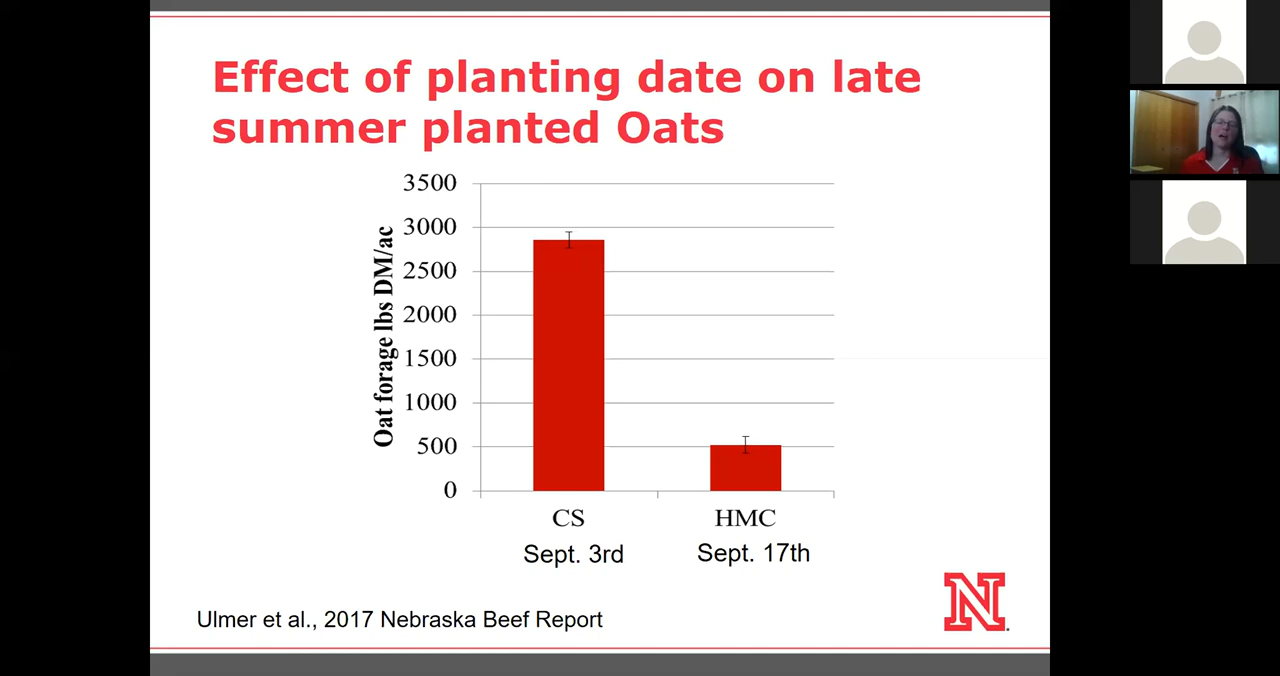 Effect of planting date on late
summer planted Oats
Oat forage lbs DM/ac
3500
3000
2500
2000
1500
1000
500
0
CS
HMC
Sept. 3rd
Sept. 17th
Ulmer et al., 2017 Nebraska Beef Report
N